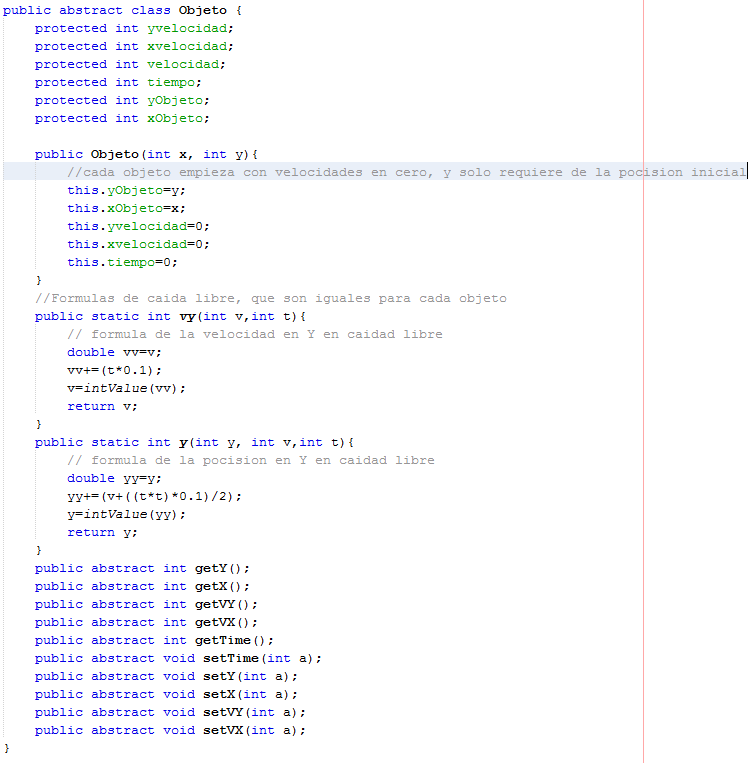 public abstract class Objeto {
    protected int yvelocidad;
    protected int xvelocidad;
    protected int velocidad;
    protected int tiempo;
    protected int yObjeto;
    protected int xObjeto;

    public Objeto(int x, int y){
        //cada objeto empieza con velocidades en cero, y solo requiere de la pocision inicial
        this.yObjeto=y;
        this.xObjeto=x;
        this.yvelocidad=0;
        this.xvelocidad=0;
        this.tiempo=0;
    }
    //Formulas de caida libre, que son iguales para cada objeto
    public static int vy(int v,int t){
        // formula de la velocidad en Y en caidad libre
        double vv=v;
        vv+=(t*0.1);
        v=intValue(vv);
        return v;
    }
    public static int y(int y, int v,int t){
        // formula de la pocision en Y en caidad libre
        double yy=y;
        yy+=(v+((t*t)*0.1)/2);
        y=intValue(yy);
        return y;
    }
    public abstract int getY();
    public abstract int getX();
    public abstract int getVY();
    public abstract int getVX();
    public abstract int getTime();
    public abstract void setTime(int a);
    public abstract void setY(int a);
    public abstract void setX(int a);
    public abstract void setVY(int a);
    public abstract void setVX(int a);
}